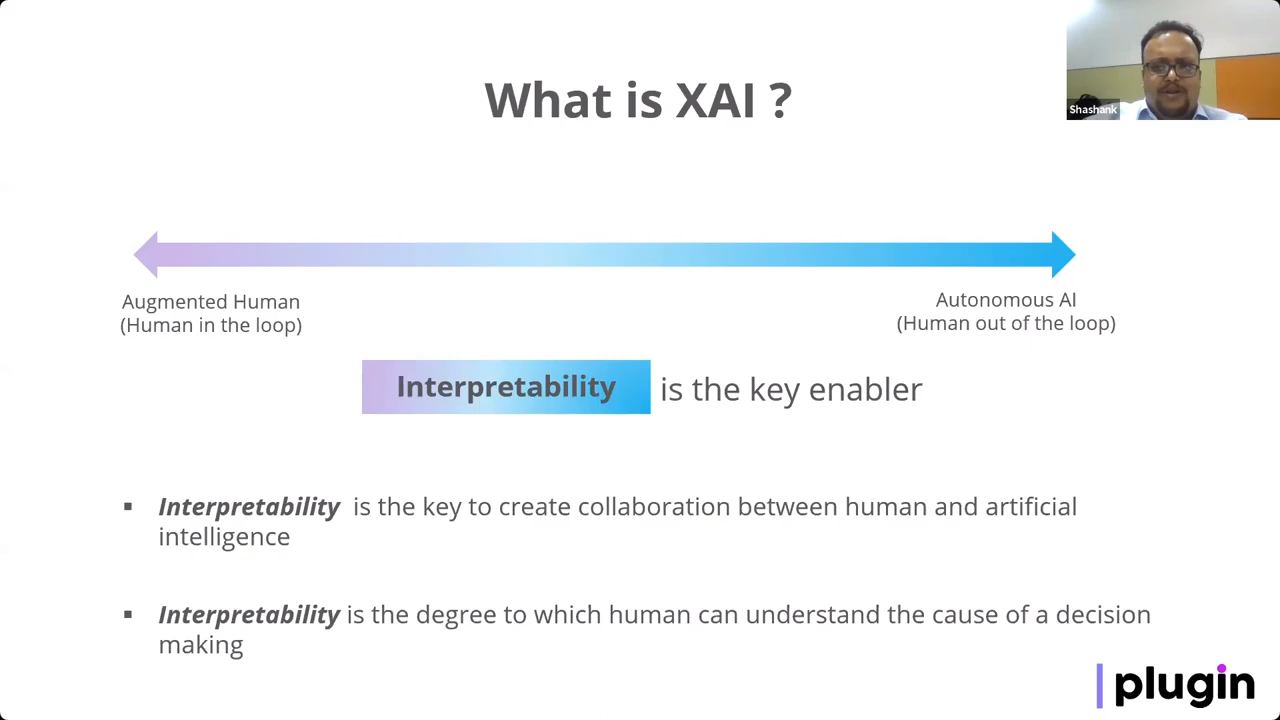 What is XAI ?
Shashank
Augmented Human
(Human in the loop)
Autonomous AI
(Human out of the loop)
Interpretability is the key enabler
▪ Interpretability is the key to create collaboration between human and artificial
intelligence
▪ Interpretability is the degree to which human can understand the cause of a decision
making
plugin